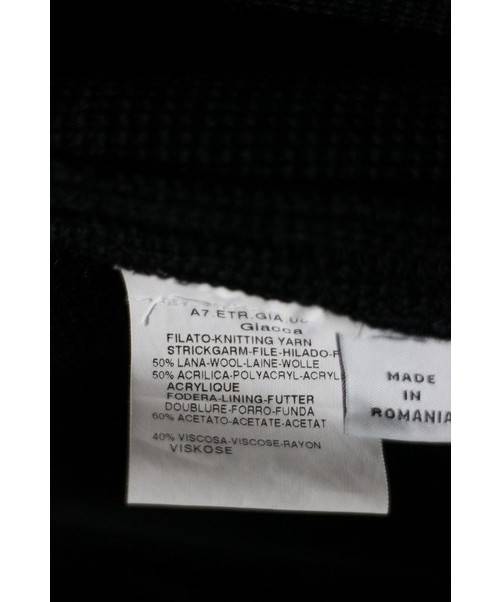 A7.ETR.GIA.
Giacca
FILATO-KNITTING YARN
STRICKGARM-FILE-HILADO-F
50% LANA-WOOL-LAINE-WOLLE
50% ACRILICA-POLYACRYL-ACRYL
ACRYLIQUE
FODERA-LINING-FUTTER
DOUBLURE-FORRO-FUNDA
60% ACETATO-ACETATE-ACETAT
40% VISCOSA-VISCOSE-RAYON
VISKOSE
MADE
IN
ROMANIA